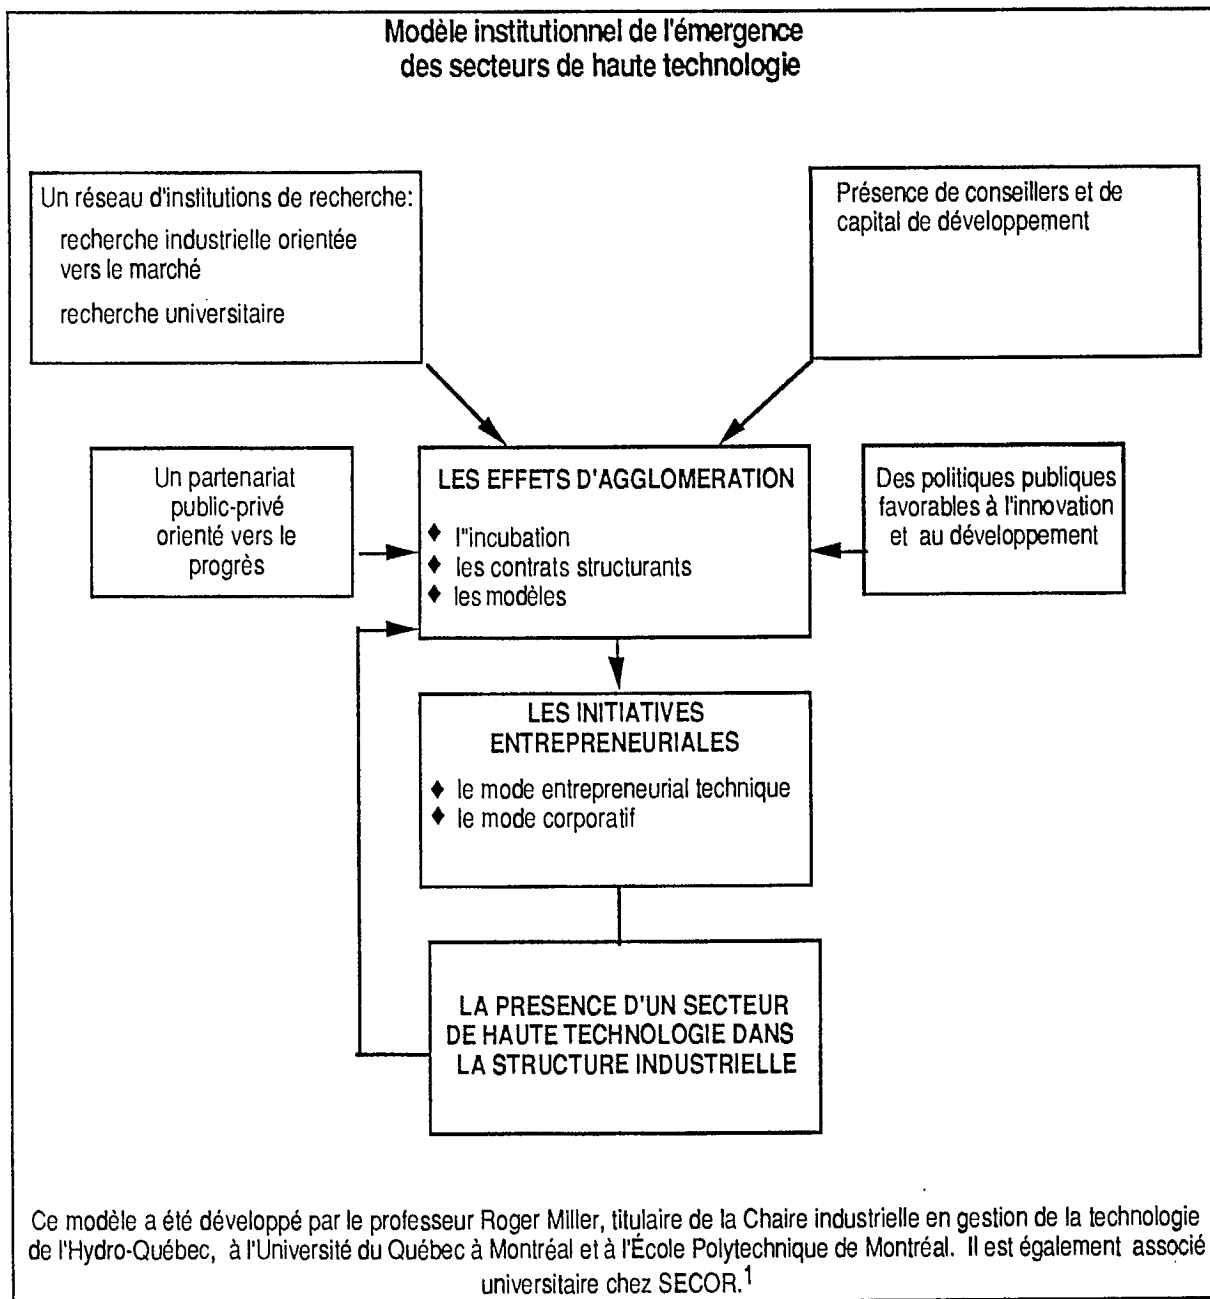 Modèle institutionnel de l'émergence
des secteurs de haute technologie
Un réseau d'institutions de recherche:
recherche industrielle orientée
vers le marché
recherche universitaire
Présence de conseillers et de
capital de développement
Un partenariat
public-privé
orienté vers le
progrès
LES EFFETS D'AGGLOMERATION
♦ l"incubation
♦ les contrats structurants
♦ les modèles
Des politiques publiques
favorables à l'innovation
et au développement
LES INITIATIVES
ENTREPRENEURIALES
♦ le mode entrepreneurial technique
♦ le mode corporatif
LA PRESENCE D'UN SECTEUR
DE HAUTE TECHNOLOGIE DANS
LA STRUCTURE INDUSTRIELLE
Ce modèle a été développé par le professeur Roger Miller, titulaire de la Chaire industrielle en gestion de la technologie
de l'Hydro-Québec, à l'Université du Québec à Montréal et à l'École Polytechnique de Montréal. Il est également associé
universitaire chez SECOR.1